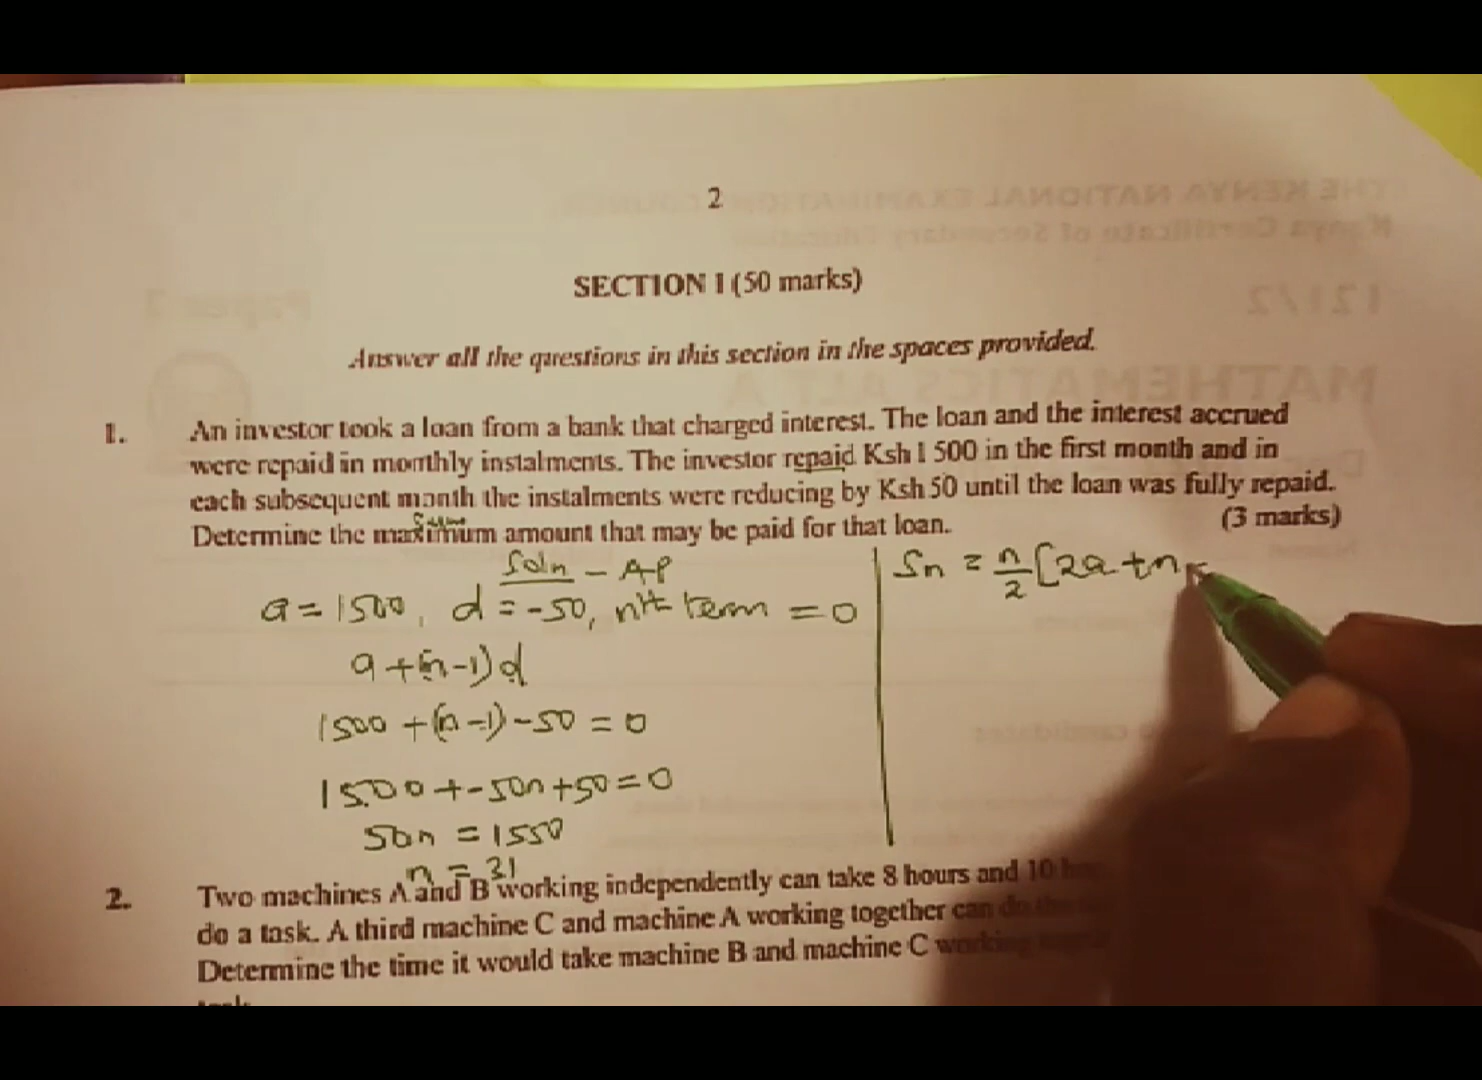 2
SECTION I (50 marks)
Answer all the questions in this section in the spaces provided.
1. An investor took a loan from a bank that charged interest. The loan and the interest accrued
were repaid in monthly instalments. The investor repaid Ksh 1 500 in the first month and in
each subsequent month the instalments were reducing by Ksh 50 until the loan was fully repaid.
Determine the maximum amount that may be paid for that loan. (3 marks)
Soln - AP
a = 1500, d = -50, nth term = 0
a + (n-1)d
1500 + (n-1) -50 = 0
1500 + -50n + 50 = 0
50n = 1550
n = 31
Sn = n/2 [2a + n
2. Two machines A and B working independently can take 8 hours and 10
do a task. A third machine C and machine A working together can do the
Determine the time it would take machine B and machine C working